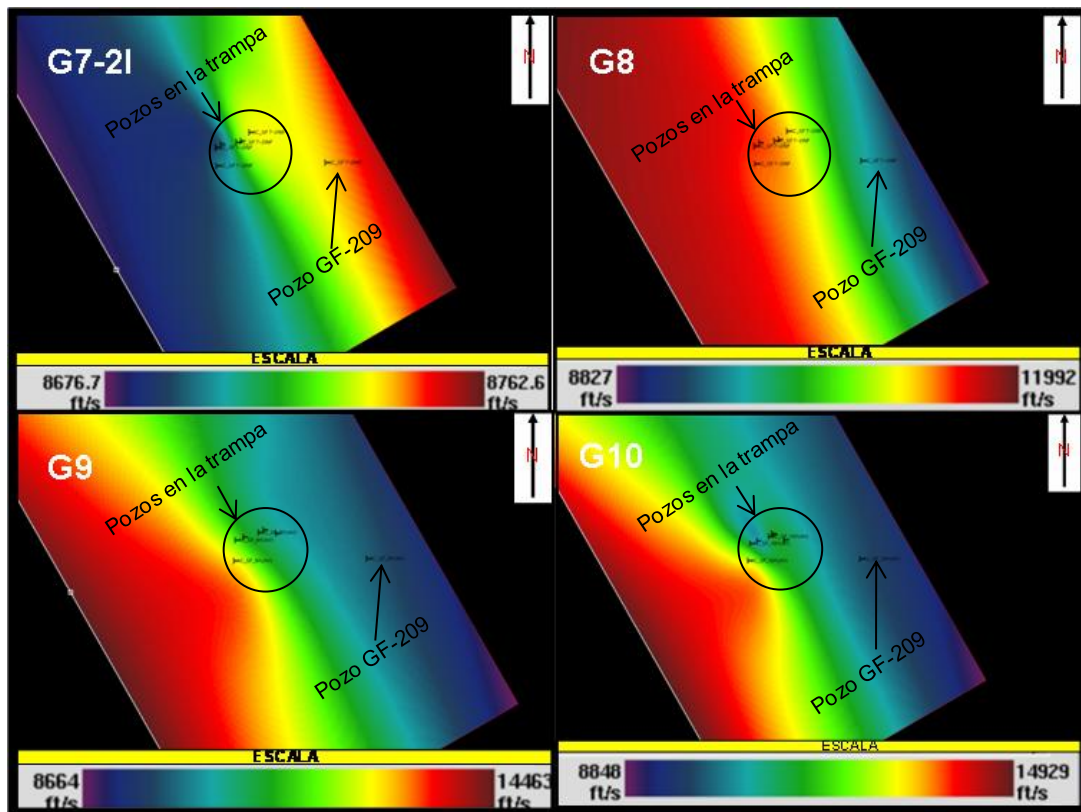 G7-2I
N
Pozos en la trampa
Pozo GF-209
ESCALA
8676.7
ft/s
8762.6
ft/s
G8
N
Pozos en la trampa
Pozo GF-209
ESCALA
8827
ft/s
11992
ft/s
G9
N
Pozos en la trampa
Pozo GF-209
ESCALA
8664
ft/s
14463
ft/s
G10
N
Pozos en la trampa
Pozo GF-209
ESCALA
8848
ft/s
14929
ft/s